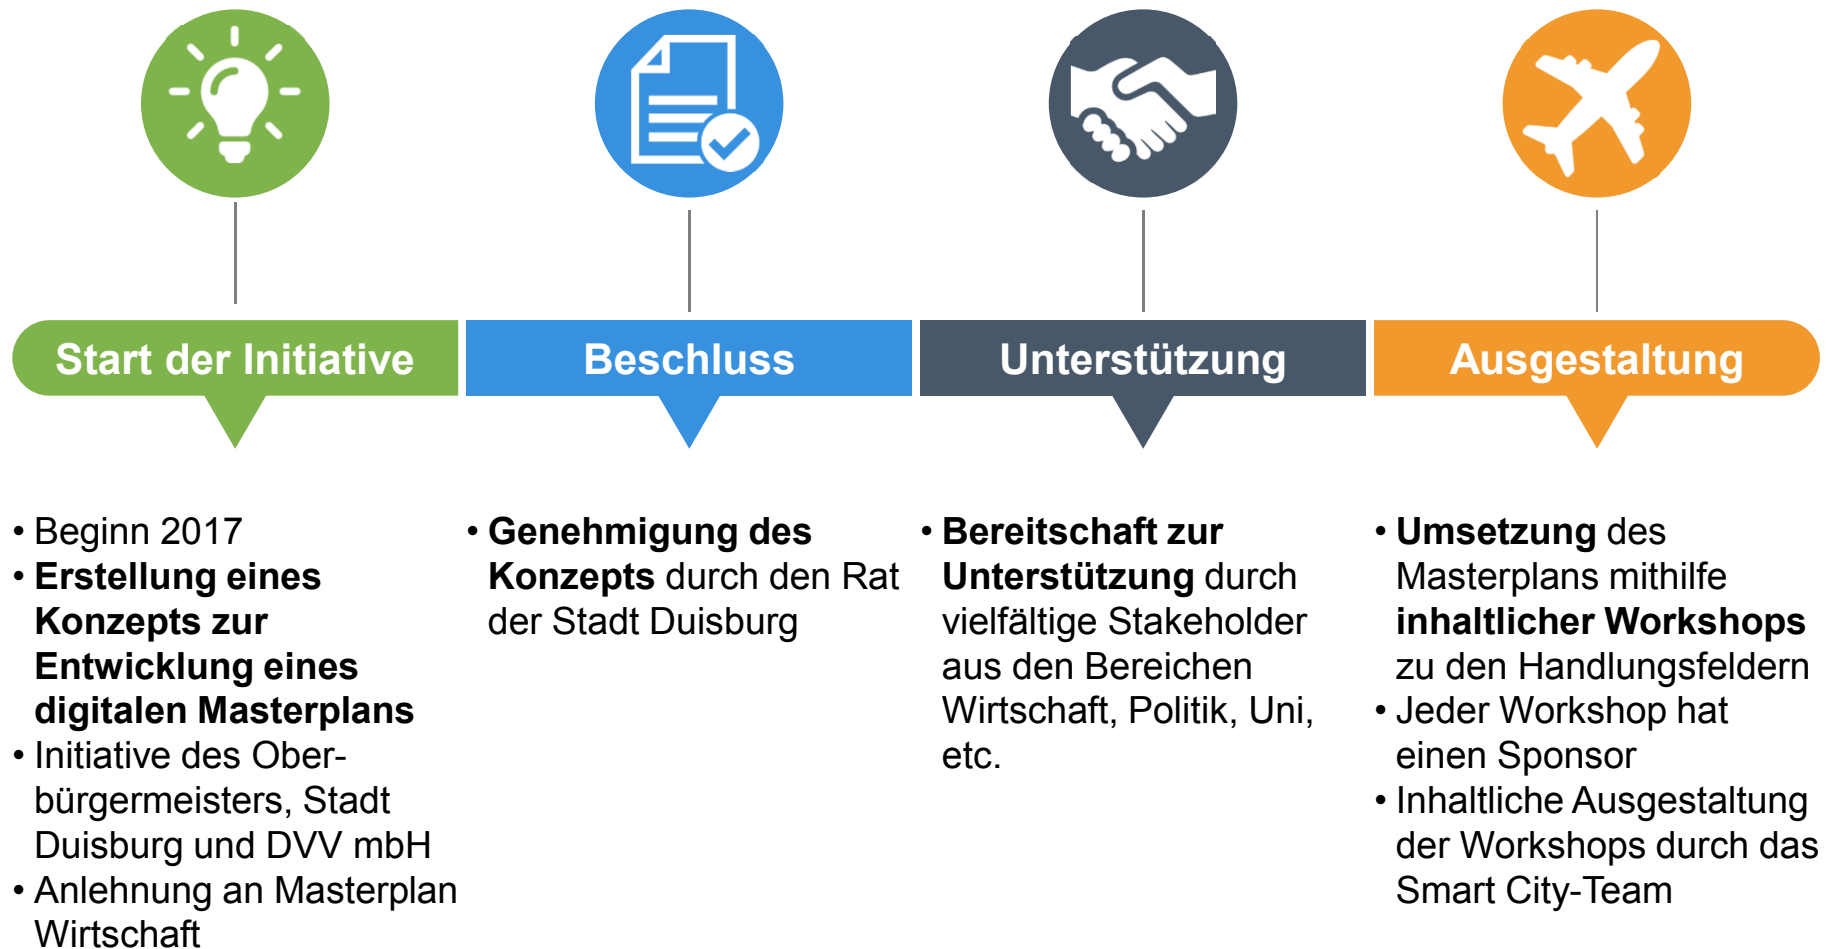 Start der Initiative
Beschluss
Unterstützung
Ausgestaltung
• Beginn 2017
• Erstellung eines
Konzepts zur
Entwicklung eines
digitalen Masterplans
• Initiative des Ober-
bürgermeisters, Stadt
Duisburg und DVV mbH
• Anlehnung an Masterplan
Wirtschaft
• Genehmigung des
Konzepts durch den Rat
der Stadt Duisburg
• Bereitschaft zur
Unterstützung durch
vielfältige Stakeholder
aus den Bereichen
Wirtschaft, Politik, Uni,
etc.
• Umsetzung des
Masterplans mithilfe
inhaltlicher Workshops
zu den Handlungsfeldern
• Jeder Workshop hat
einen Sponsor
• Inhaltliche Ausgestaltung
der Workshops durch das
Smart City-Team